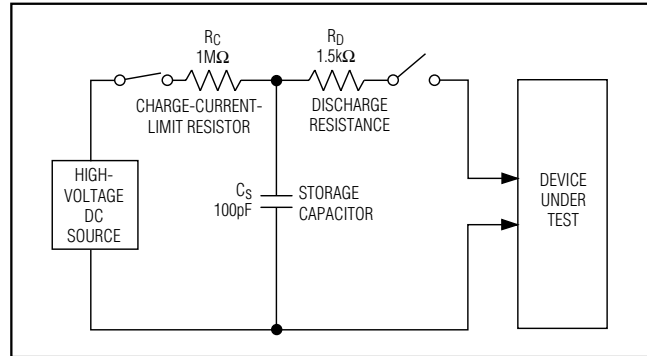 RC
1MΩ
CHARGE-CURRENT-
LIMIT RESISTOR
RD
1.5kΩ
DISCHARGE
RESISTANCE
HIGH-
VOLTAGE
DC
SOURCE
CS
100pF
STORAGE
CAPACITOR
DEVICE
UNDER
TEST